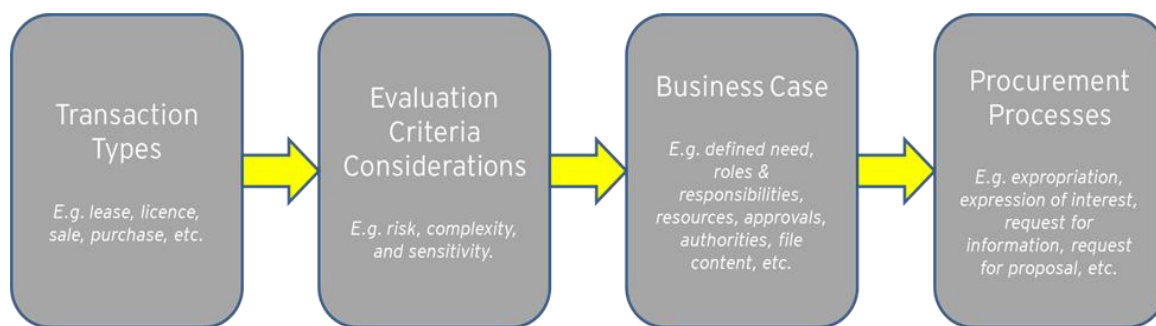 Transaction
Types
E.g. lease, licence,
sale, purchase, etc.
Evaluation
Criteria
Considerations
E.g. risk, complexity,
and sensitivity.
Business Case
E.g. defined need,
roles &
responsibilities,
resources, approvals,
authorities, file
content, etc.
Procurement
Processes
E.g. expropriation,
expression of interest,
request for
information, request
for proposal, etc.